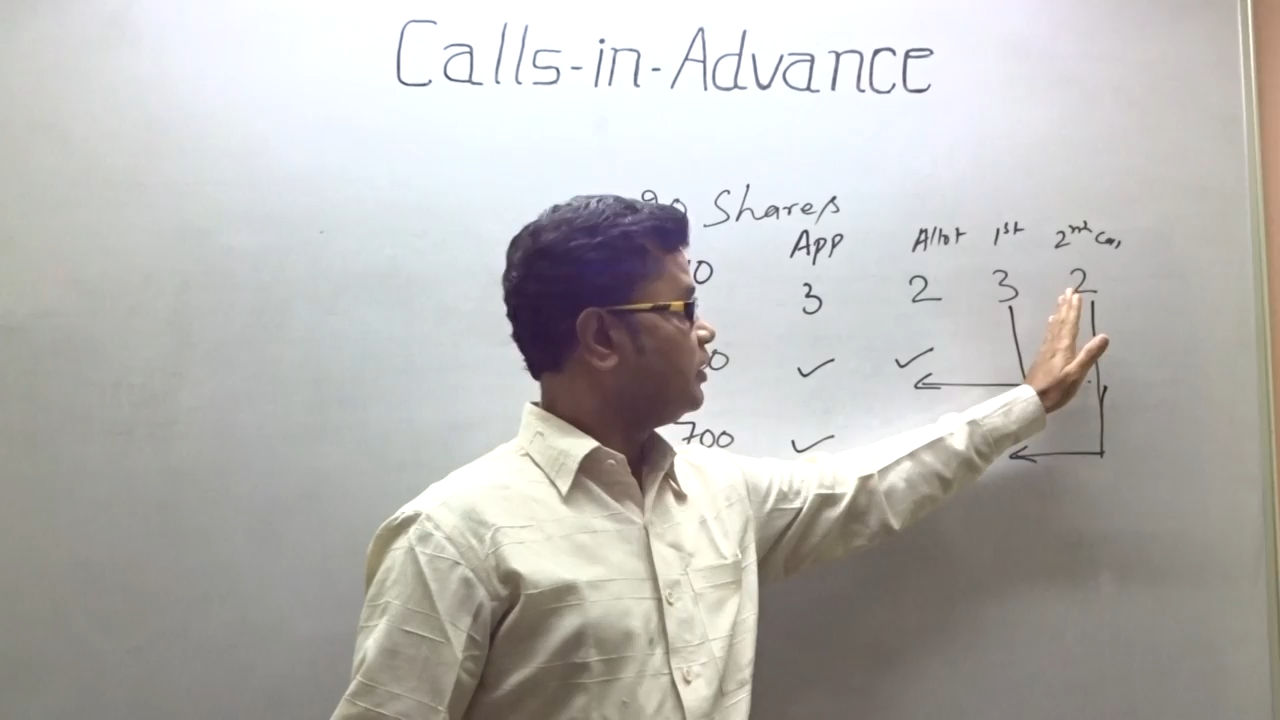 Calls-in-Advance
Shares
App Allot 1st 2nd Call
3 2 3 2
✓ ✓
700 ✓